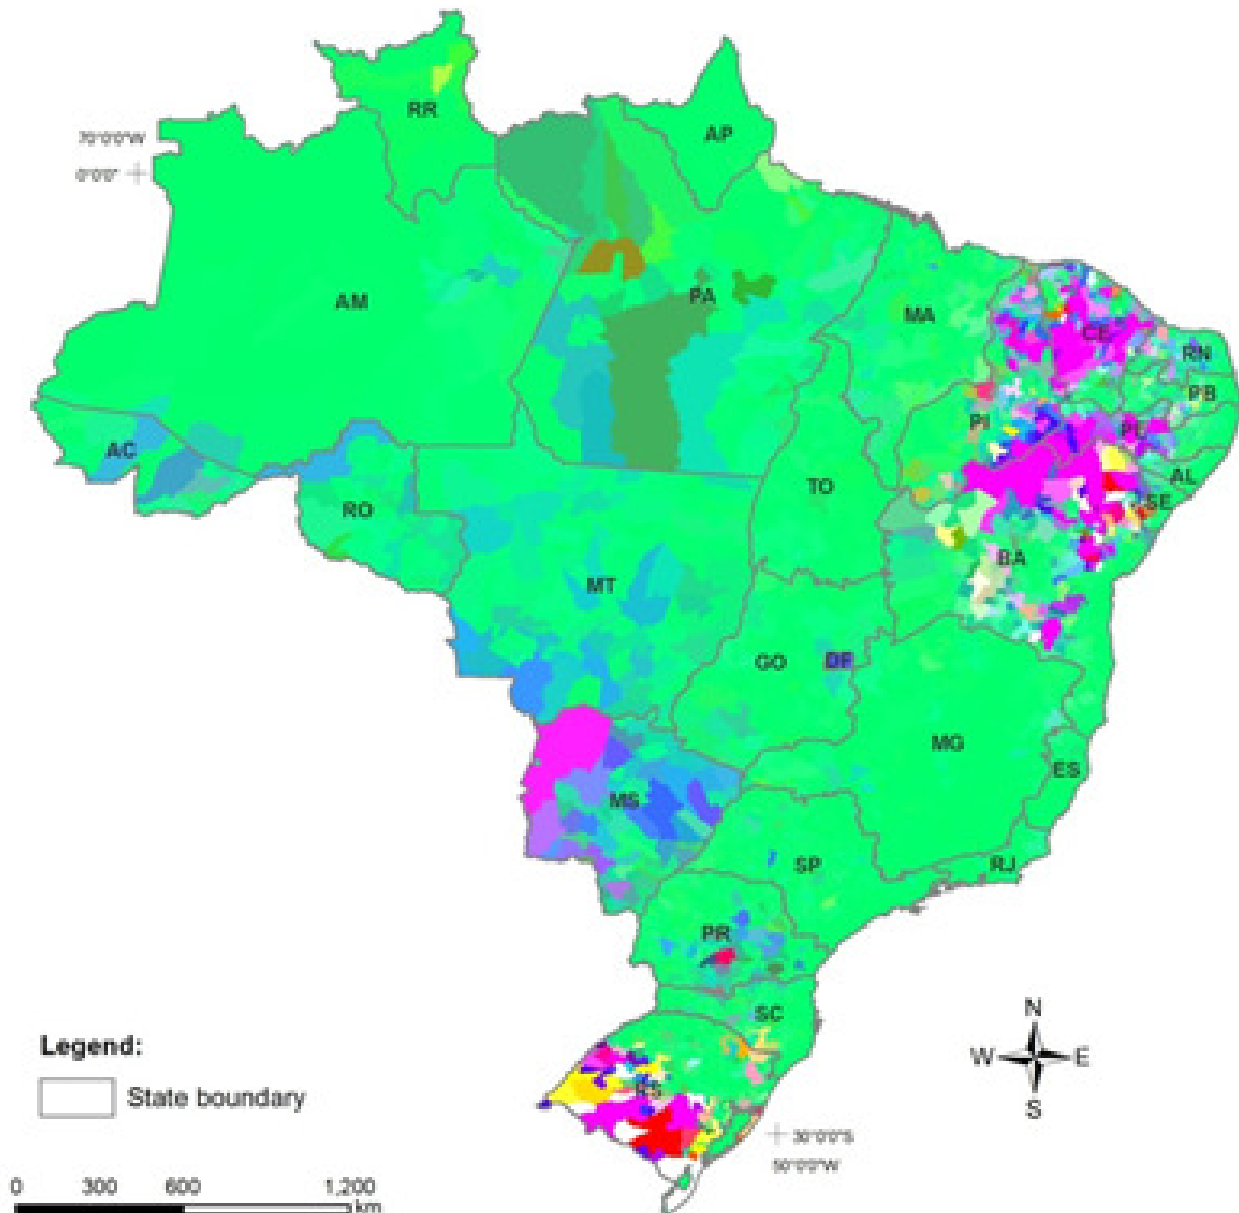 RR
AP
70°0'0"W
0°0'0"
AM
PA
MA
CE
RN
PB
PI
PE
AC
TO
AL
SE
RO
BA
MT
GO
DF
MG
ES
MS
SP
RJ
PR
SC
N
Legend:
W E
State boundary
RS
S
30°0'0"S
50°0'0"W
0 300 600 1,200
km